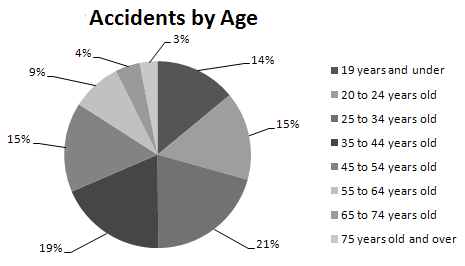 Accidents by Age
3%
4%
14%
9%
15%
15%
19%
21%
19 years and under
20 to 24 years old
25 to 34 years old
35 to 44 years old
45 to 54 years old
55 to 64 years old
65 to 74 years old
75 years old and over